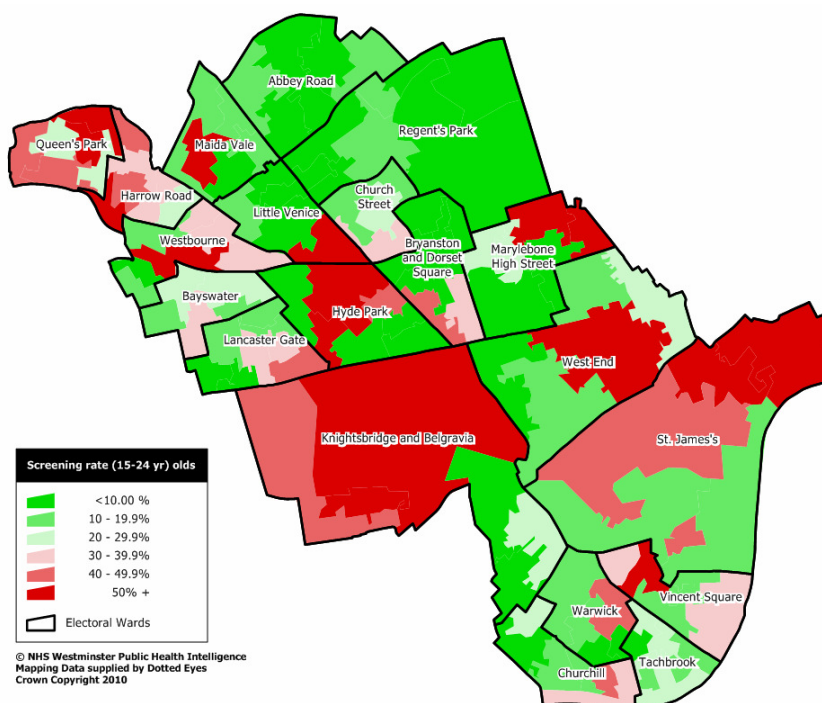 Abbey Road
Regent's Park
Queen's Park
Maida Vale
Harrow Road
Church
Street
Little Venice
Westbourne
Bryanston
and Dorset
Square
Marylebone
High Street
Bayswater
Hyde Park
Lancaster Gate
West End
Knightsbridge and Belgravia
St. James's
Screening rate (15-24 yr) olds
<10.00 %
10 - 19.9%
20 - 29.9%
30 - 39.9%
40 - 49.9%
50% +
Electoral Wards
Vincent Square
Warwick
Tachbrook
Churchill
© NHS Westminster Public Health Intelligence
Mapping Data supplied by Dotted Eyes
Crown Copyright 2010